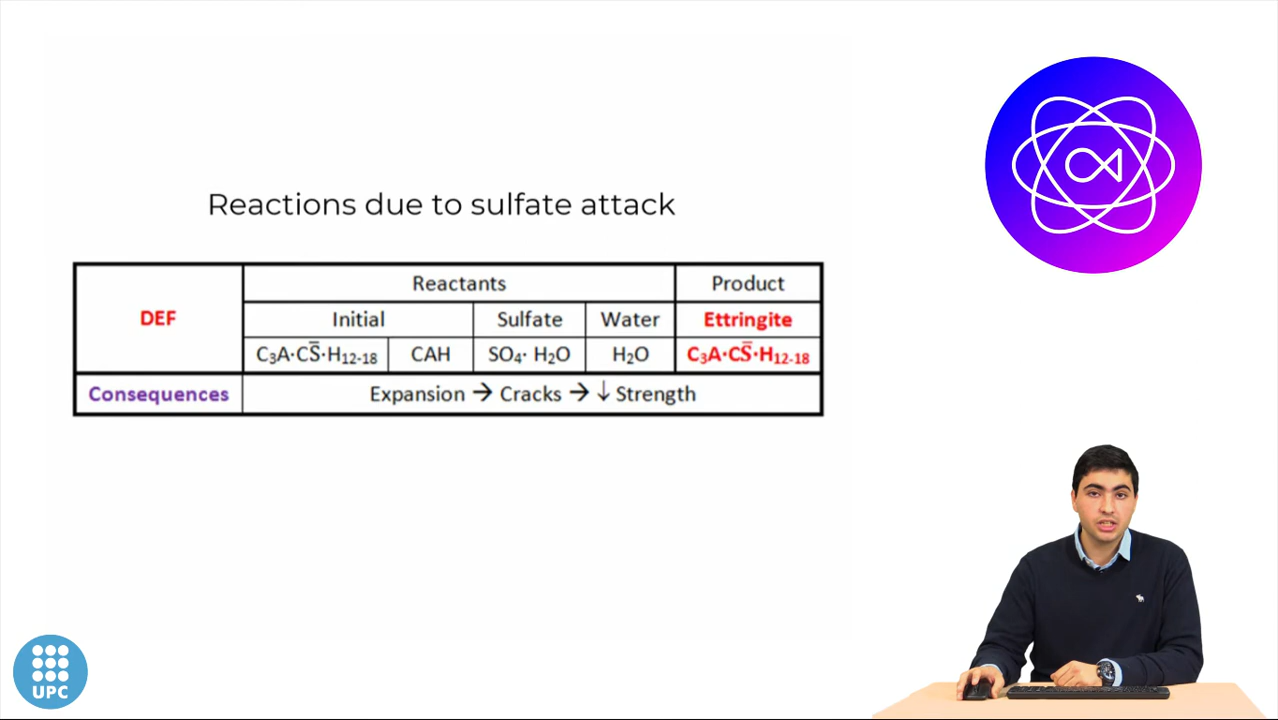 Reactions due to sulfate attack
DEF
Reactants
Product
Initial
Sulfate
Water
Ettringite
C₃A·CS̅·H₁₂₋₁₈
CAH
SO₄· H₂O
H₂O
C₃A·CS̅·H₁₂₋₁₈
Consequences
Expansion → Cracks → ↓ Strength
UPC